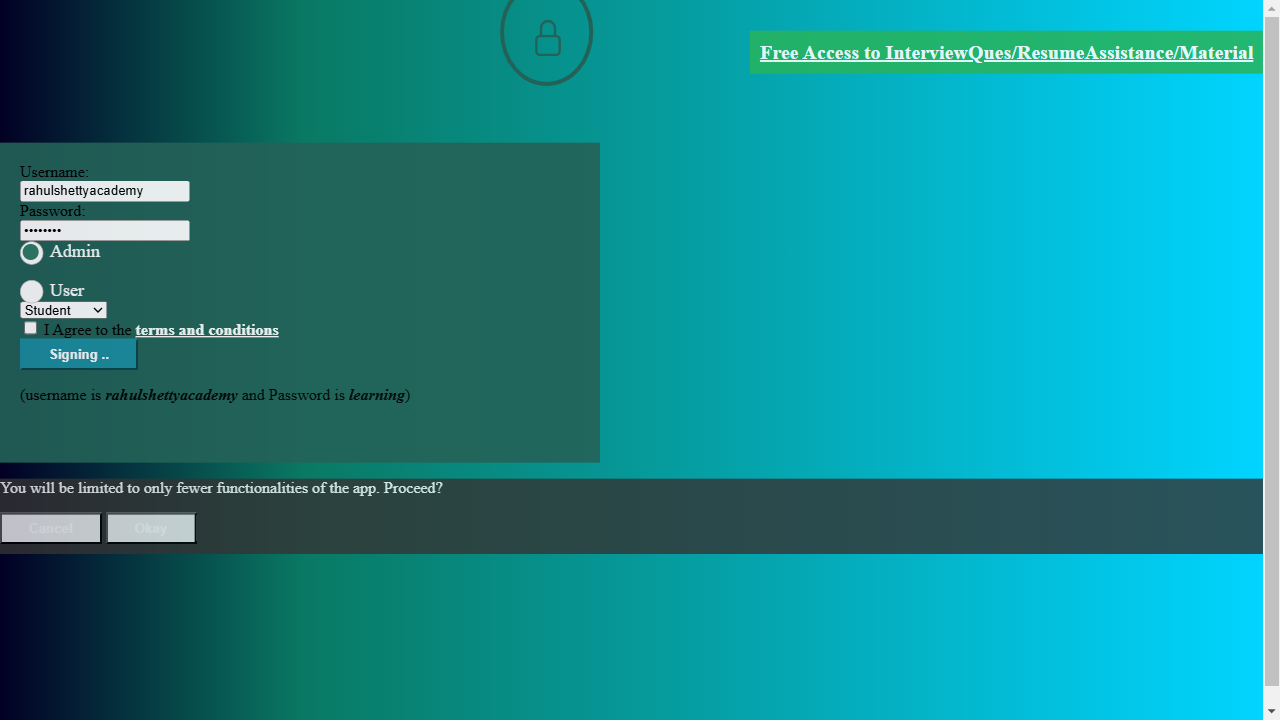 Free Access to InterviewQues/ResumeAssistance/Material
Username:
rahulshettyacademy
Password:
••••••••
Admin
User
Student
I Agree to the terms and conditions
Signing ..
(username is rahulshettyacademy and Password is learning)
You will be limited to only fewer functionalities of the app. Proceed?
Cancel Okay